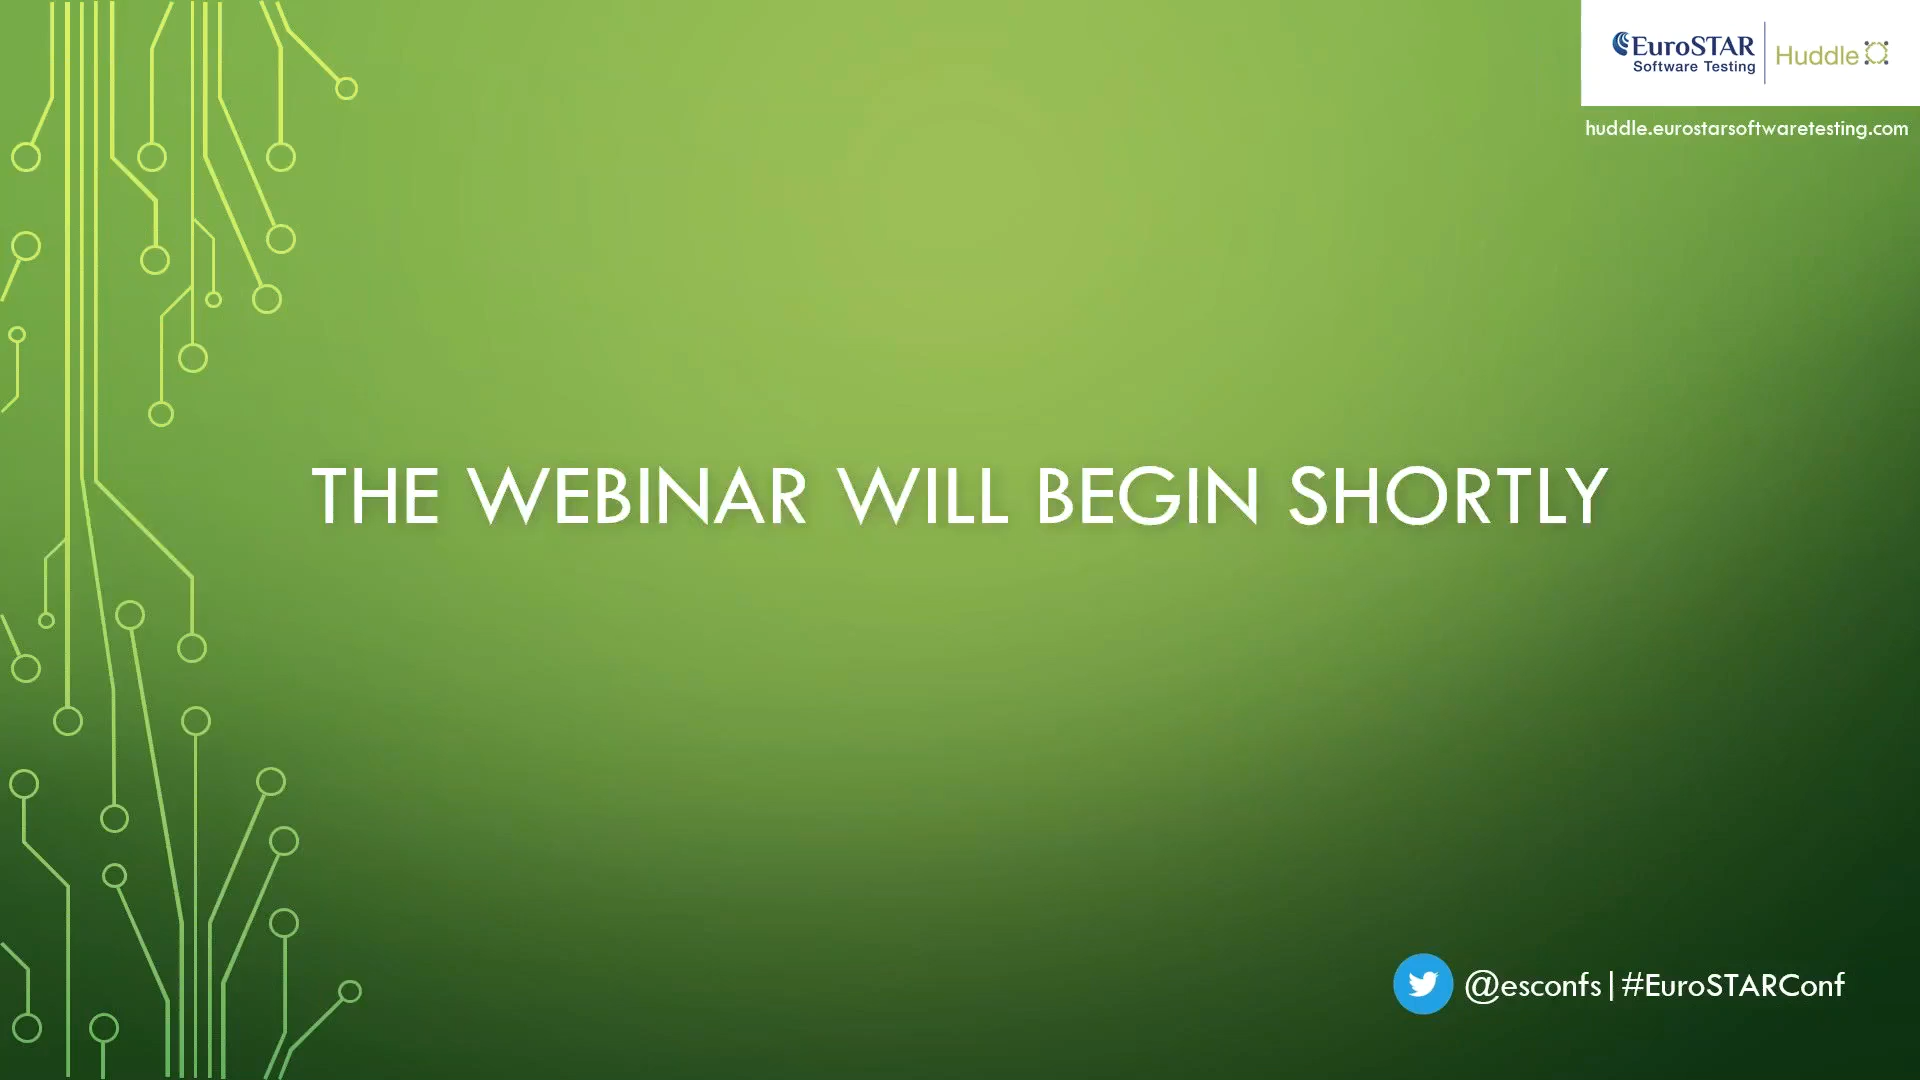 EuroSTAR
Software Testing
Huddle
huddle.eurostarsoftwaretesting.com
THE WEBINAR WILL BEGIN SHORTLY
@esconfs | #EuroSTARConf